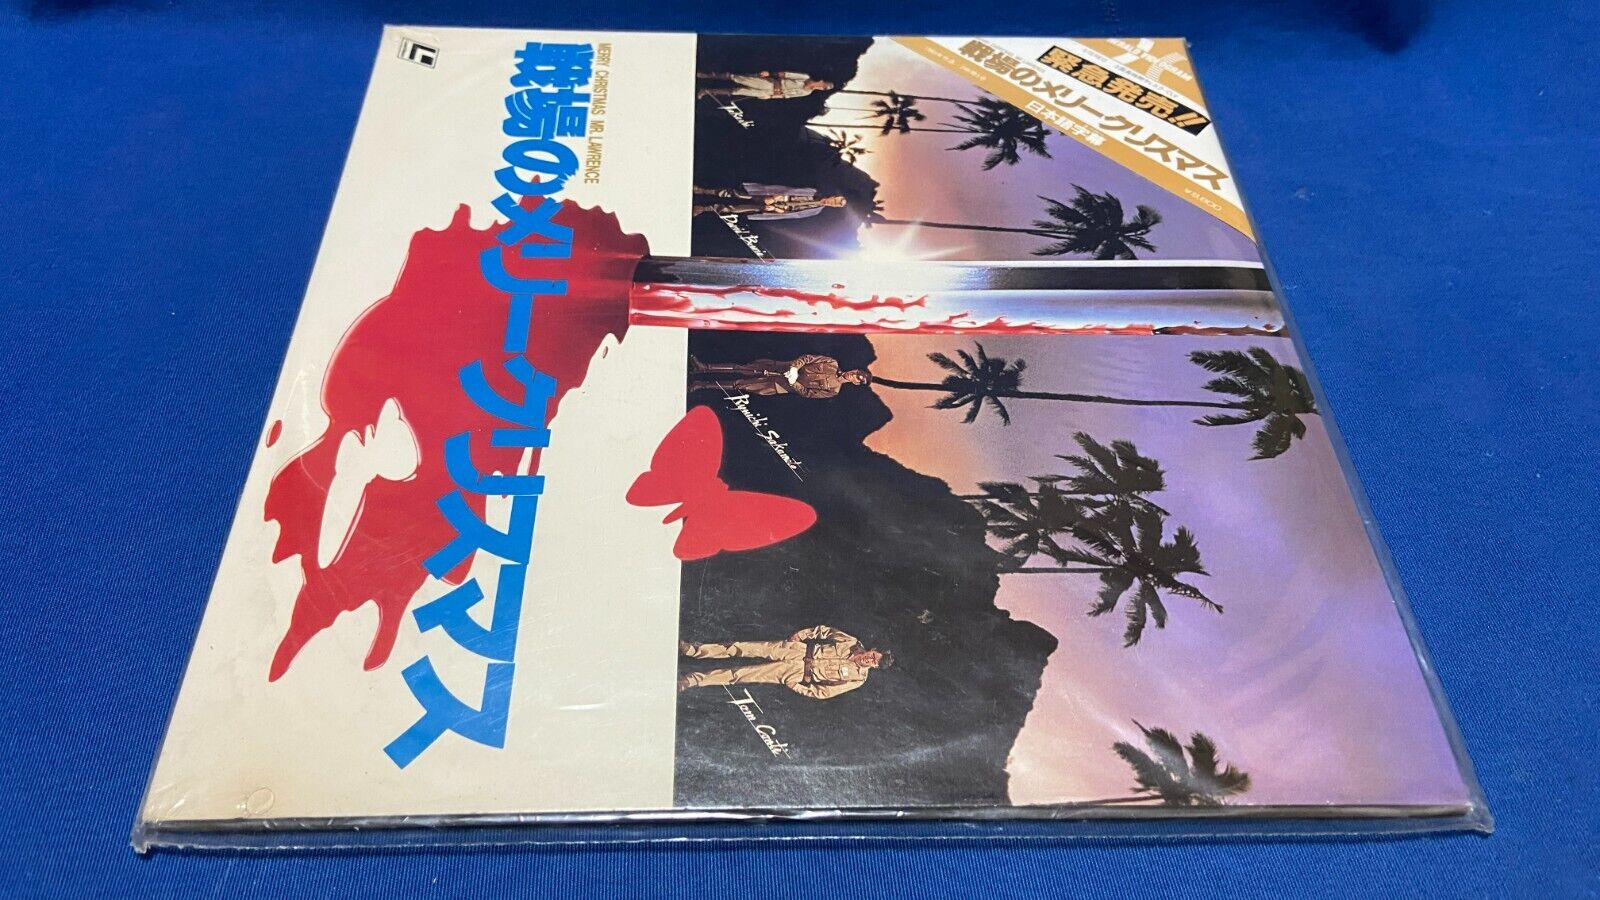 MERRY CHRISTMAS MR. LAWRENCE
戦場のメリークリスマス
緊急発売!!
戦場のメリークリスマス
日本語字幕
Takeshi
David Bowie
Ryuichi Sakamoto
Tom Conti